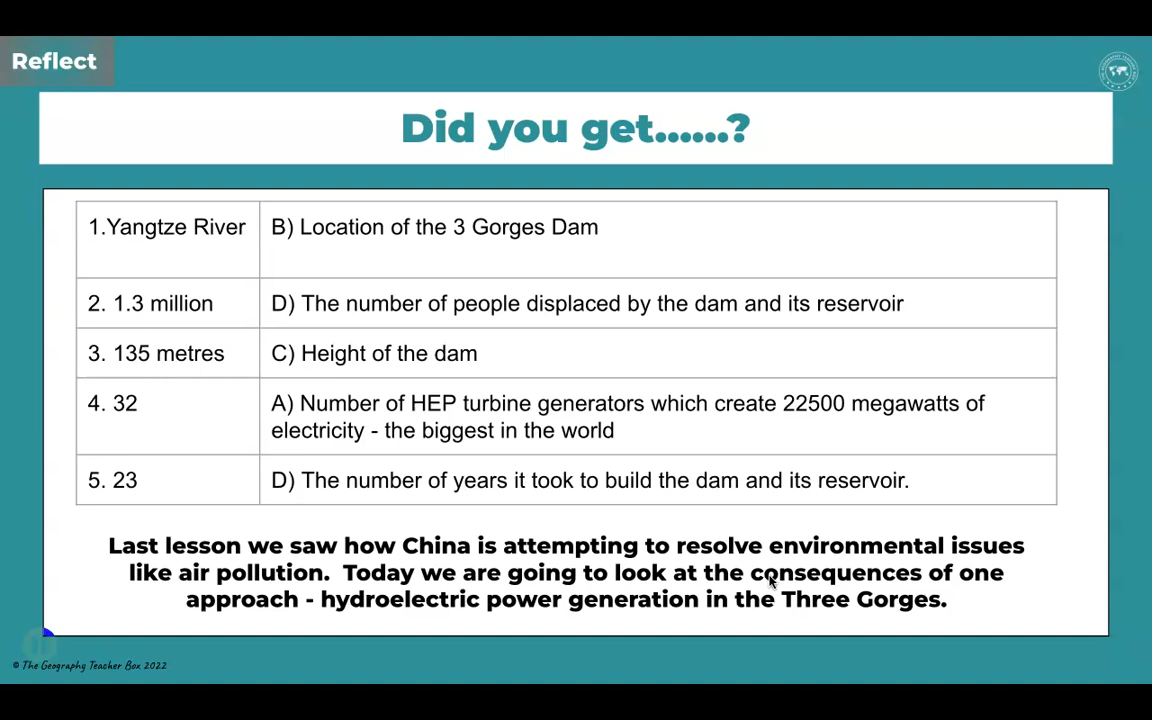 Reflect
Did you get......?
1.Yangtze River B) Location of the 3 Gorges Dam
2. 1.3 million D) The number of people displaced by the dam and its reservoir
3. 135 metres C) Height of the dam
4. 32 A) Number of HEP turbine generators which create 22500 megawatts of
electricity - the biggest in the world
5. 23 D) The number of years it took to build the dam and its reservoir.
Last lesson we saw how China is attempting to resolve environmental issues
like air pollution.  Today we are going to look at the consequences of one
approach - hydroelectric power generation in the Three Gorges.
© The Geography Teacher Box 2022